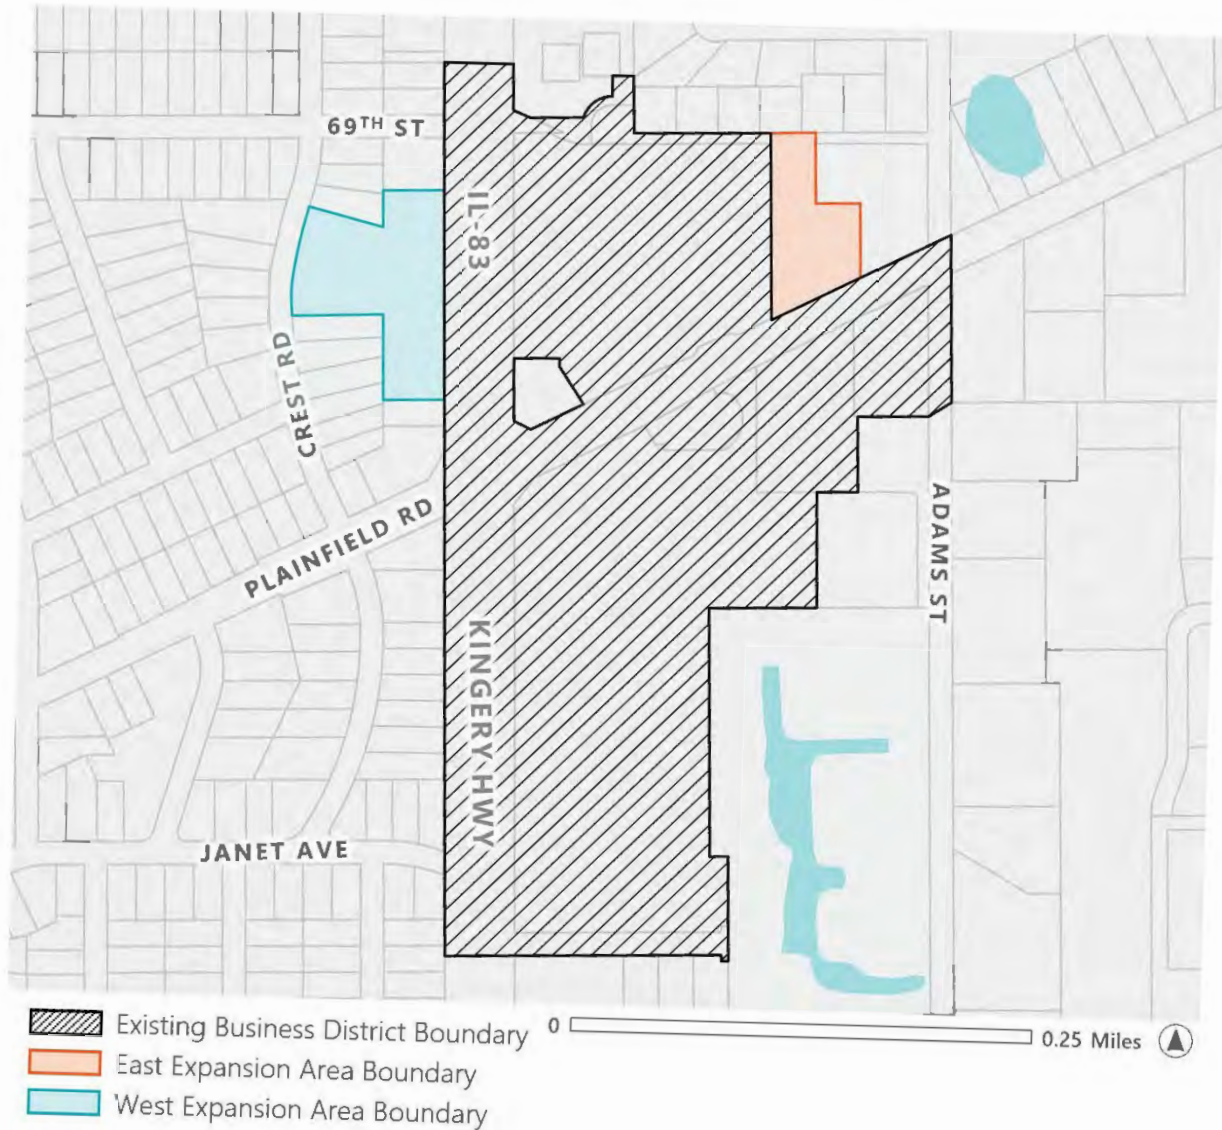 69TH ST
IL-83
CREST RD
PLAINFIELD RD
ADAMS ST
KINGERY HWY
JANET AVE
Existing Business District Boundary
0
0.25 Miles
East Expansion Area Boundary
West Expansion Area Boundary